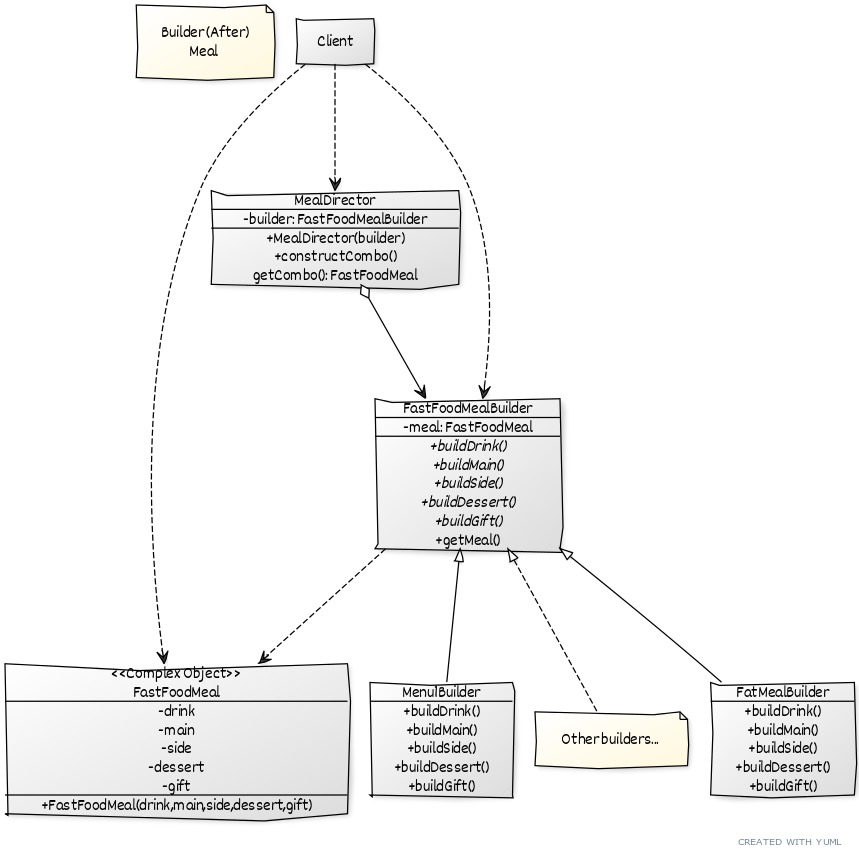 Builder(After)
Meal
Client
MealDirector
-builder: FastFoodMealBuilder
+MealDirector(builder)
+constructCombo()
getCombo(): FastFoodMeal
FastFoodMealBuilder
-meal: FastFoodMeal
+buildDrink()
+buildMain()
+buildSide()
+buildDessert()
+buildGift()
+getMeal()
<<Complex Object>>
FastFoodMeal
-drink
-main
-side
-dessert
-gift
+FastFoodMeal(drink,main,side,dessert,gift)
Menu1Builder
+buildDrink()
+buildMain()
+buildSide()
+buildDessert()
+buildGift()
Other builders...
FatMealBuilder
+buildDrink()
+buildMain()
+buildSide()
+buildDessert()
+buildGift()
CREATED WITH YUML